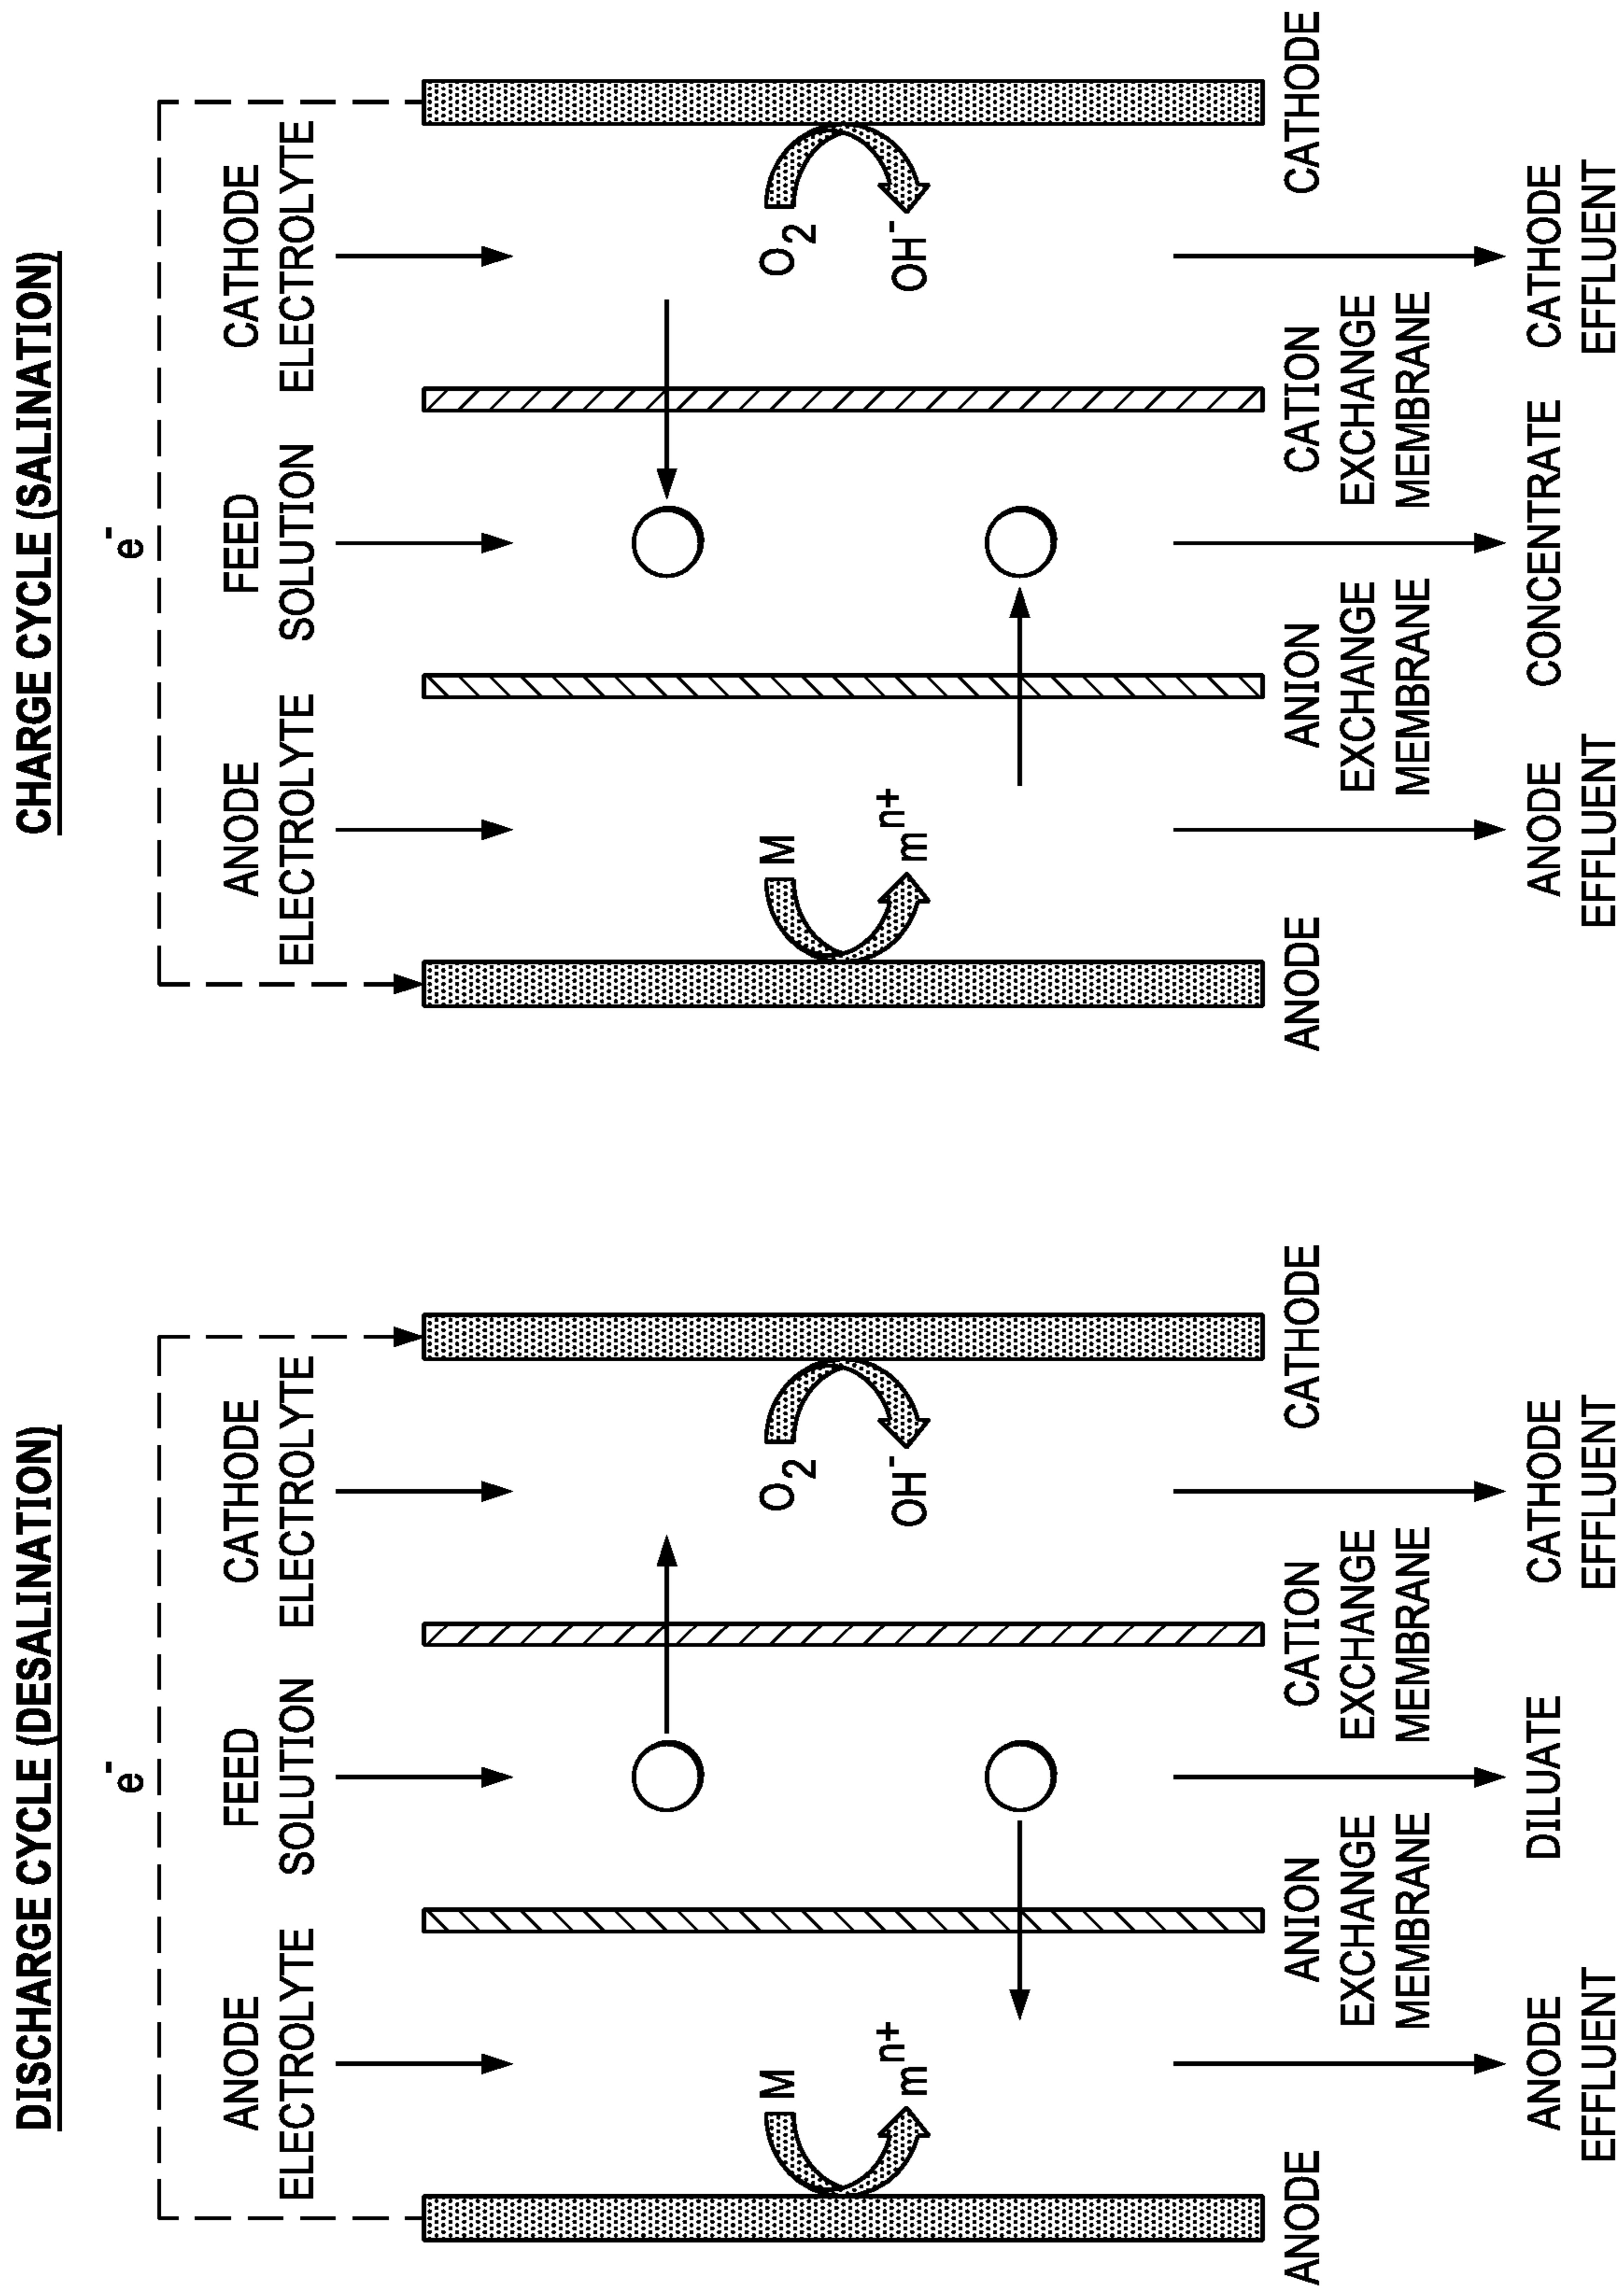 DISCHARGE CYCLE (DESALINATION)
e⁻
ANODE
ELECTROLYTE
FEED
SOLUTION
CATHODE
ELECTROLYTE
M
mⁿ⁺
O₂
OH⁻
ANODE
ANION
EXCHANGE
MEMBRANE
CATION
EXCHANGE
MEMBRANE
CATHODE
ANODE
EFFLUENT
DILUATE
CATHODE
EFFLUENT
CHARGE CYCLE (SALINATION)
e⁻
ANODE
ELECTROLYTE
FEED
SOLUTION
CATHODE
ELECTROLYTE
M
mⁿ⁺
O₂
OH⁻
ANODE
ANION
EXCHANGE
MEMBRANE
CATION
EXCHANGE
MEMBRANE
CATHODE
ANODE
EFFLUENT
CONCENTRATE
CATHODE
EFFLUENT